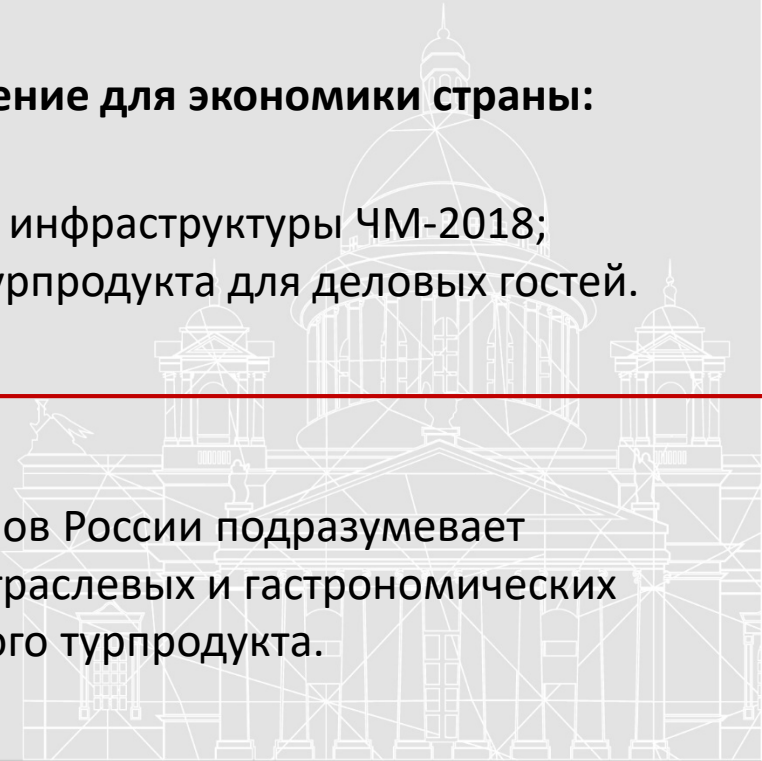 ение для экономики страны:
инфраструктуры ЧМ-2018;
урпродукта для деловых гостей.
ов России подразумевает
траслевых и гастрономических
ого турпродукта.